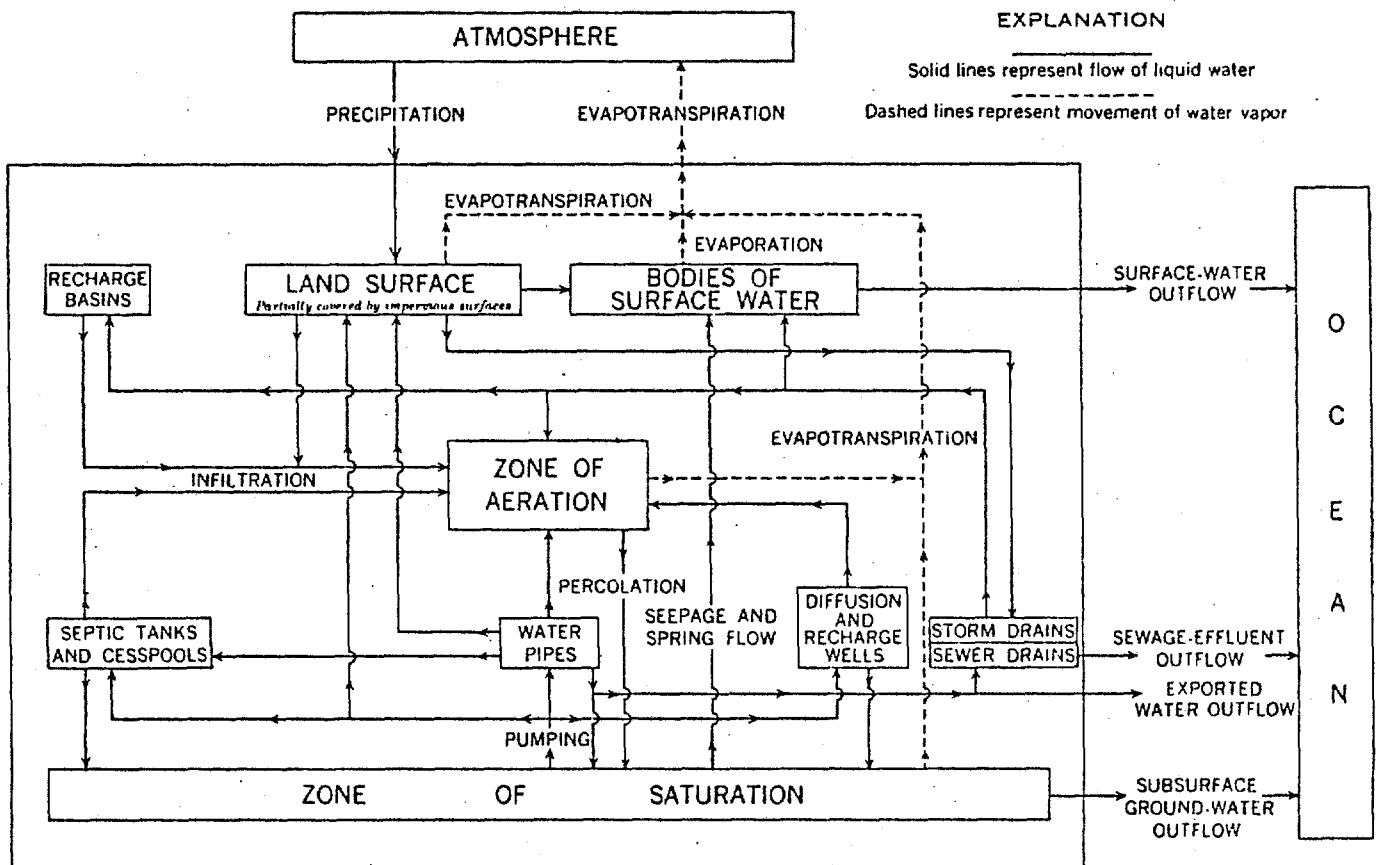 EXPLANATION
ATMOSPHERE
Solid lines represent flow of liquid water
Dashed lines represent movement of water vapor
PRECIPITATION
EVAPOTRANSPIRATION
EVAPOTRANSPIRATION
EVAPORATION
RECHARGE
BASINS
LAND SURFACE
Partially covered by impervious surfaces
BODIES OF
SURFACE WATER
SURFACE-WATER
OUTFLOW
OCEAN
EVAPOTRANSPIRATION
ZONE OF
AERATION
INFILTRATION
PERCOLATION
SEEPAGE AND
SPRING FLOW
DIFFUSION
AND
RECHARGE
WELLS
SEPTIC TANKS
AND CESSPOOLS
WATER
PIPES
STORM DRAINS
SEWER DRAINS
SEWAGE-EFFLUENT
OUTFLOW
EXPORTED
WATER OUTFLOW
PUMPING
ZONE OF SATURATION
SUBSURFACE
GROUND-WATER
OUTFLOW